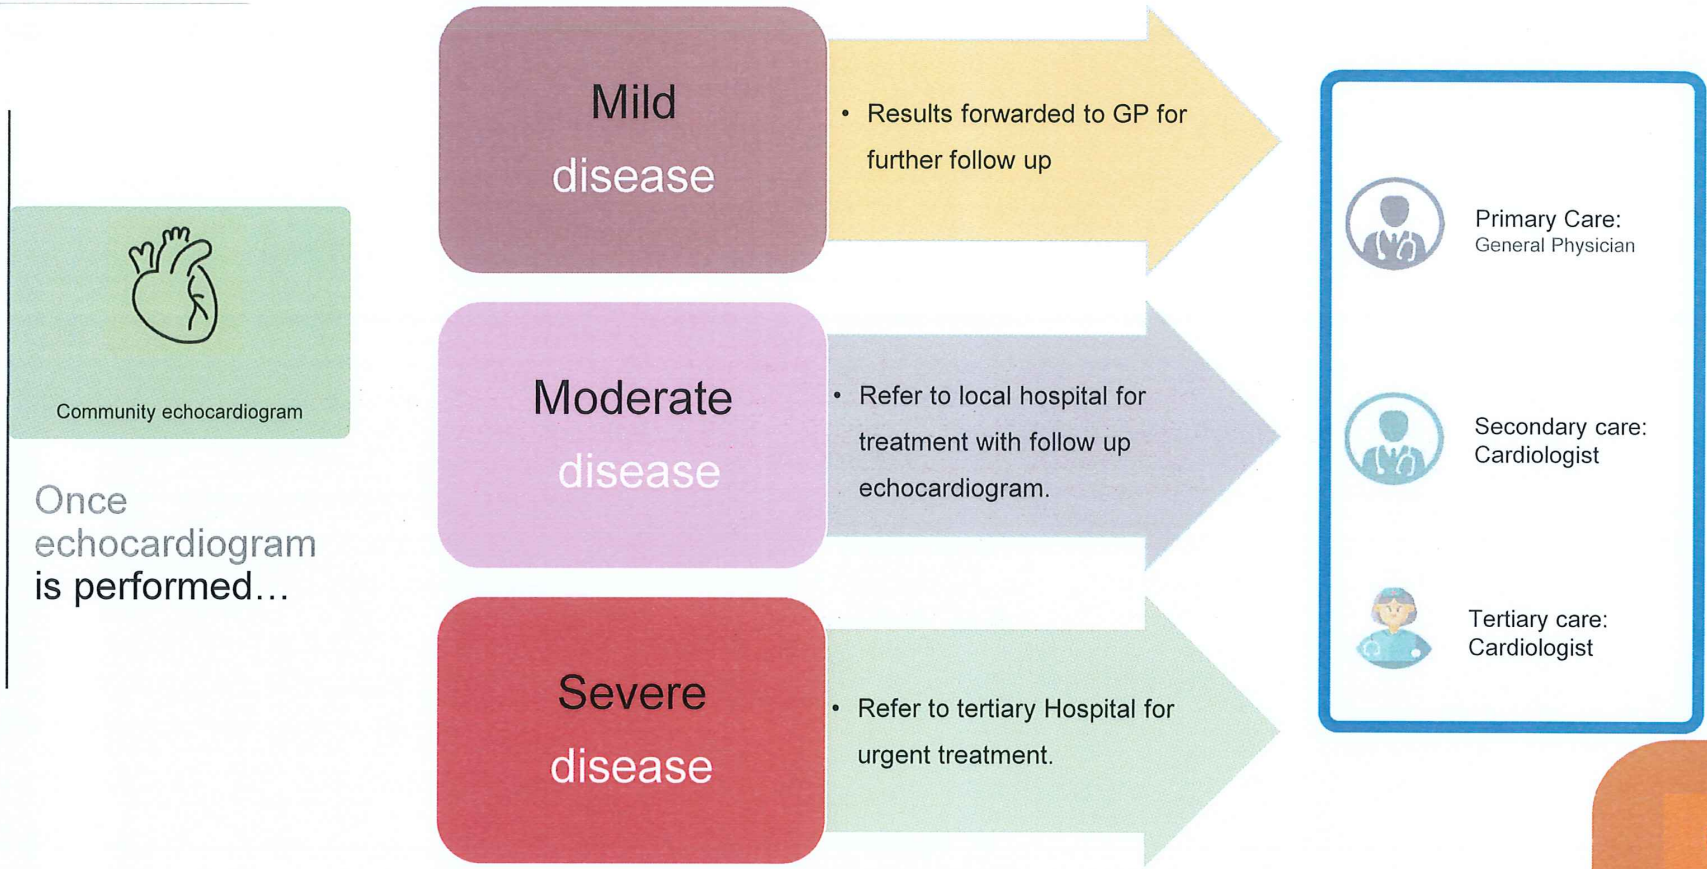 Community echocardiogram
Once
echocardiogram
is performed...
Mild
disease
• Results forwarded to GP for
further follow up
Moderate
disease
• Refer to local hospital for
treatment with follow up
echocardiogram.
Severe
disease
• Refer to tertiary Hospital for
urgent treatment.
Primary Care:
General Physician
Secondary care:
Cardiologist
Tertiary care:
Cardiologist